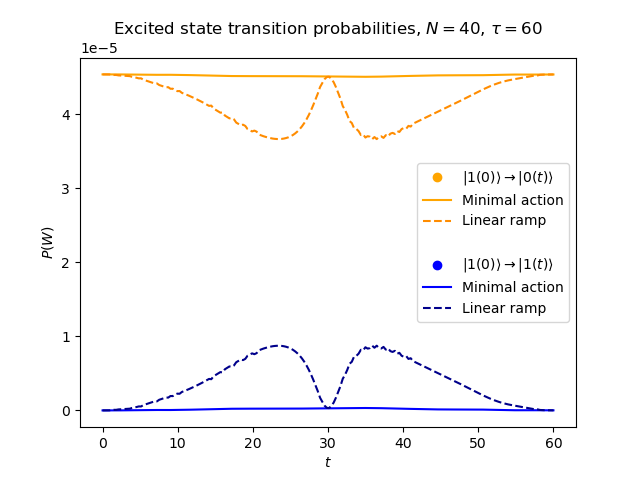 Excited state transition probabilities, N = 40, τ = 60
1e−5
4
3
2
1
0
P(W)
0 10 20 30 40 50 60
t
|1(0)⟩ → |0(t)⟩
Minimal action
Linear ramp
|1(0)⟩ → |1(t)⟩
Minimal action
Linear ramp